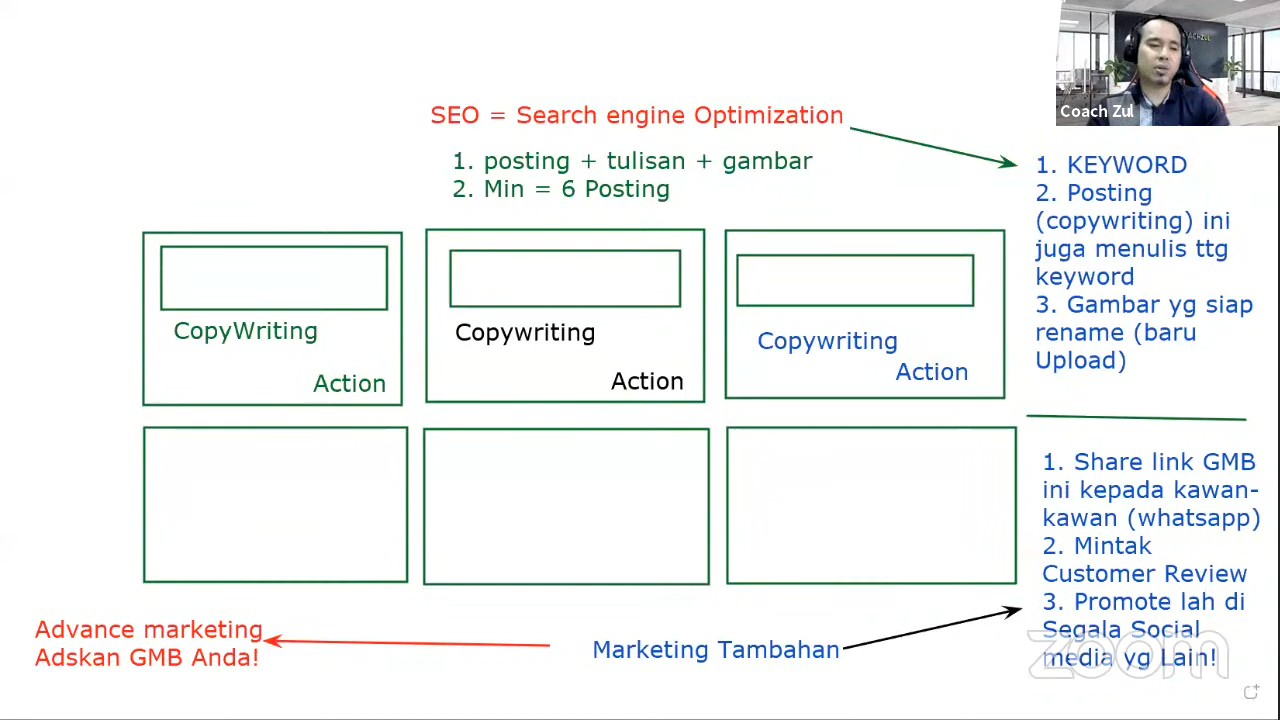 COACHZUL
Coach Zul
SEO = Search engine Optimization
1. posting + tulisan + gambar
2. Min = 6 Posting
1. KEYWORD
2. Posting
(copywriting) ini
juga menulis ttg
keyword
3. Gambar yg siap
rename (baru
Upload)
CopyWriting
Action
Copywriting
Action
Copywriting
Action
1. Share link GMB
ini kepada kawan-
kawan (whatsapp)
2. Mintak
Customer Review
3. Promote lah di
Segala Social
media yg Lain!
Marketing Tambahan
Advance marketing
Adskan GMB Anda!
zoom